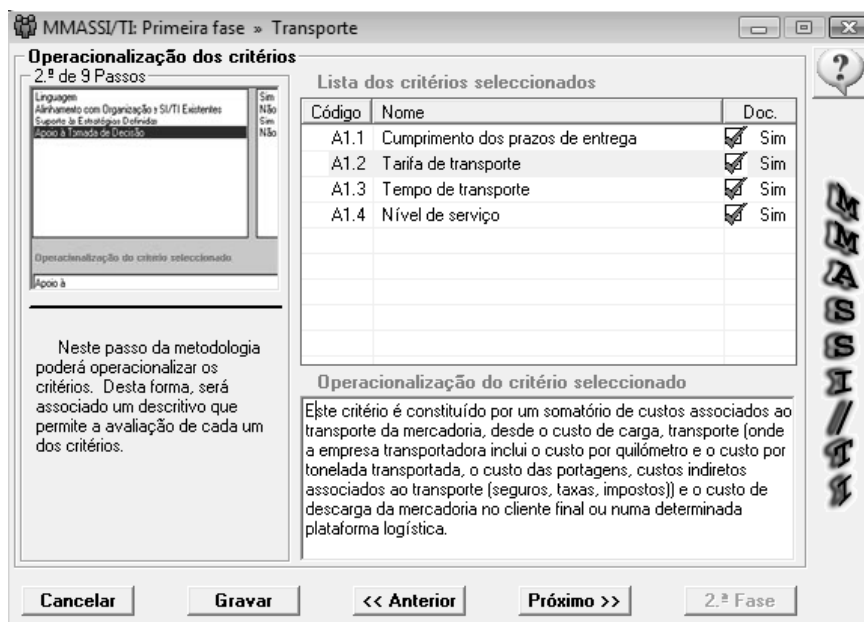 MMASSI/TI: Primeira fase » Transporte
Operacionalização dos critérios
2.º de 9 Passos
Linguagem Sim
Alinhamento com Organização e SI/TI Existentes Não
Suporte às Estratégias Definidas Sim
Apoio à Tomada de Decisão Não
Operacionalização do critério seleccionado
Apoio à
Neste passo da metodologia
poderá operacionalizar os
critérios. Desta forma, será
associado um descritivo que
permite a avaliação de cada um
dos critérios.
Lista dos critérios seleccionados
Código Nome Doc.
A1.1 Cumprimento dos prazos de entrega Sim
A1.2 Tarifa de transporte Sim
A1.3 Tempo de transporte Sim
A1.4 Nível de serviço Sim
Operacionalização do critério seleccionado
Este critério é constituído por um somatório de custos associados ao
transporte da mercadoria, desde o custo de carga, transporte (onde
a empresa transportadora inclui o custo por quilómetro e o custo por
tonelada transportada, o custo das portagens, custos indiretos
associados ao transporte (seguros, taxas, impostos)) e o custo de
descarga da mercadoria no cliente final ou numa determinada
plataforma logística.
?
MMASSI/TI
Cancelar Gravar << Anterior Próximo >> 2.ª Fase